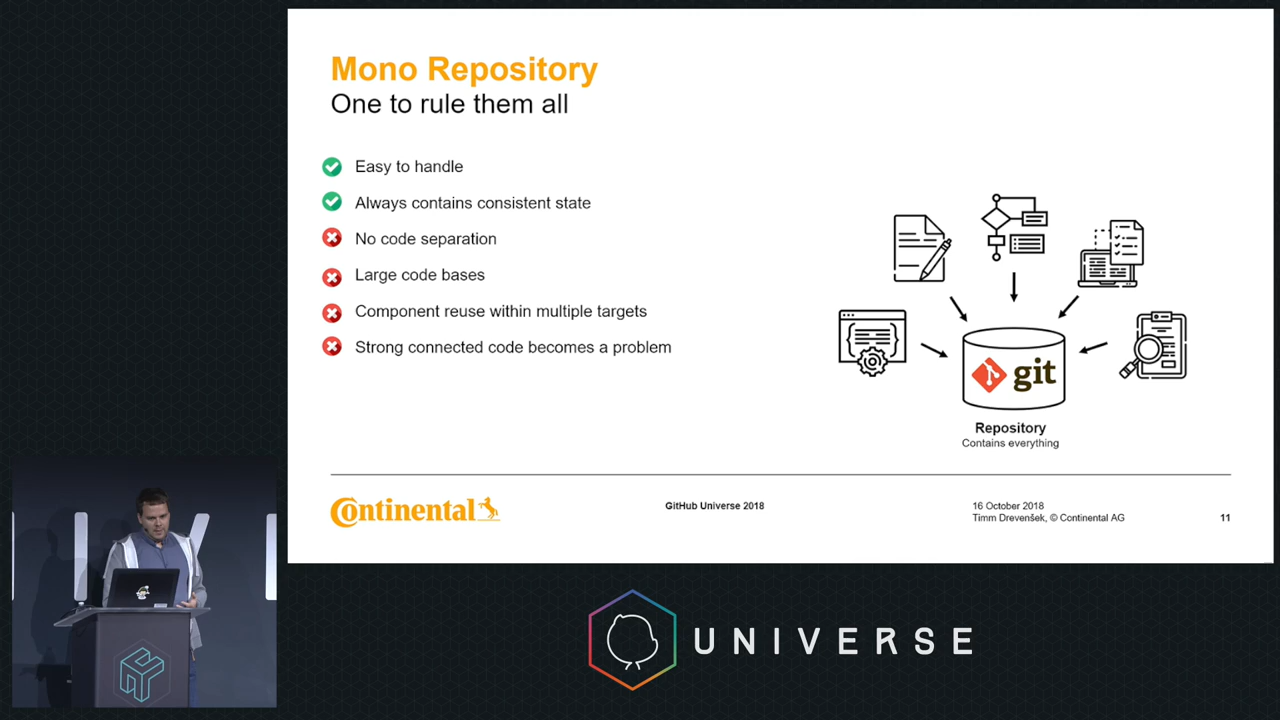 Mono Repository
One to rule them all
Easy to handle
Always contains consistent state
No code separation
Large code bases
Component reuse within multiple targets
Strong connected code becomes a problem
git
Repository
Contains everything
Continental
GitHub Universe 2018
16 October 2018
Timm Drevenšek, © Continental AG
11
UNIVERSE